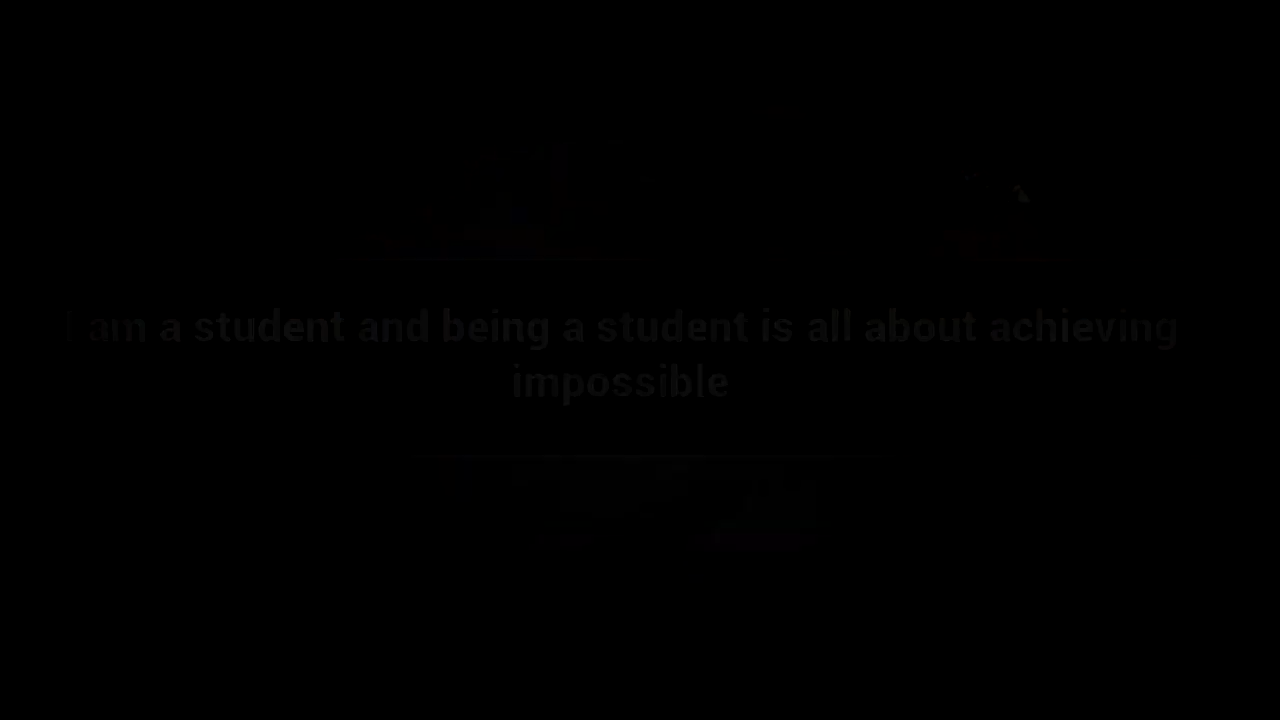 I am a student and being a student is all about achieving
impossible